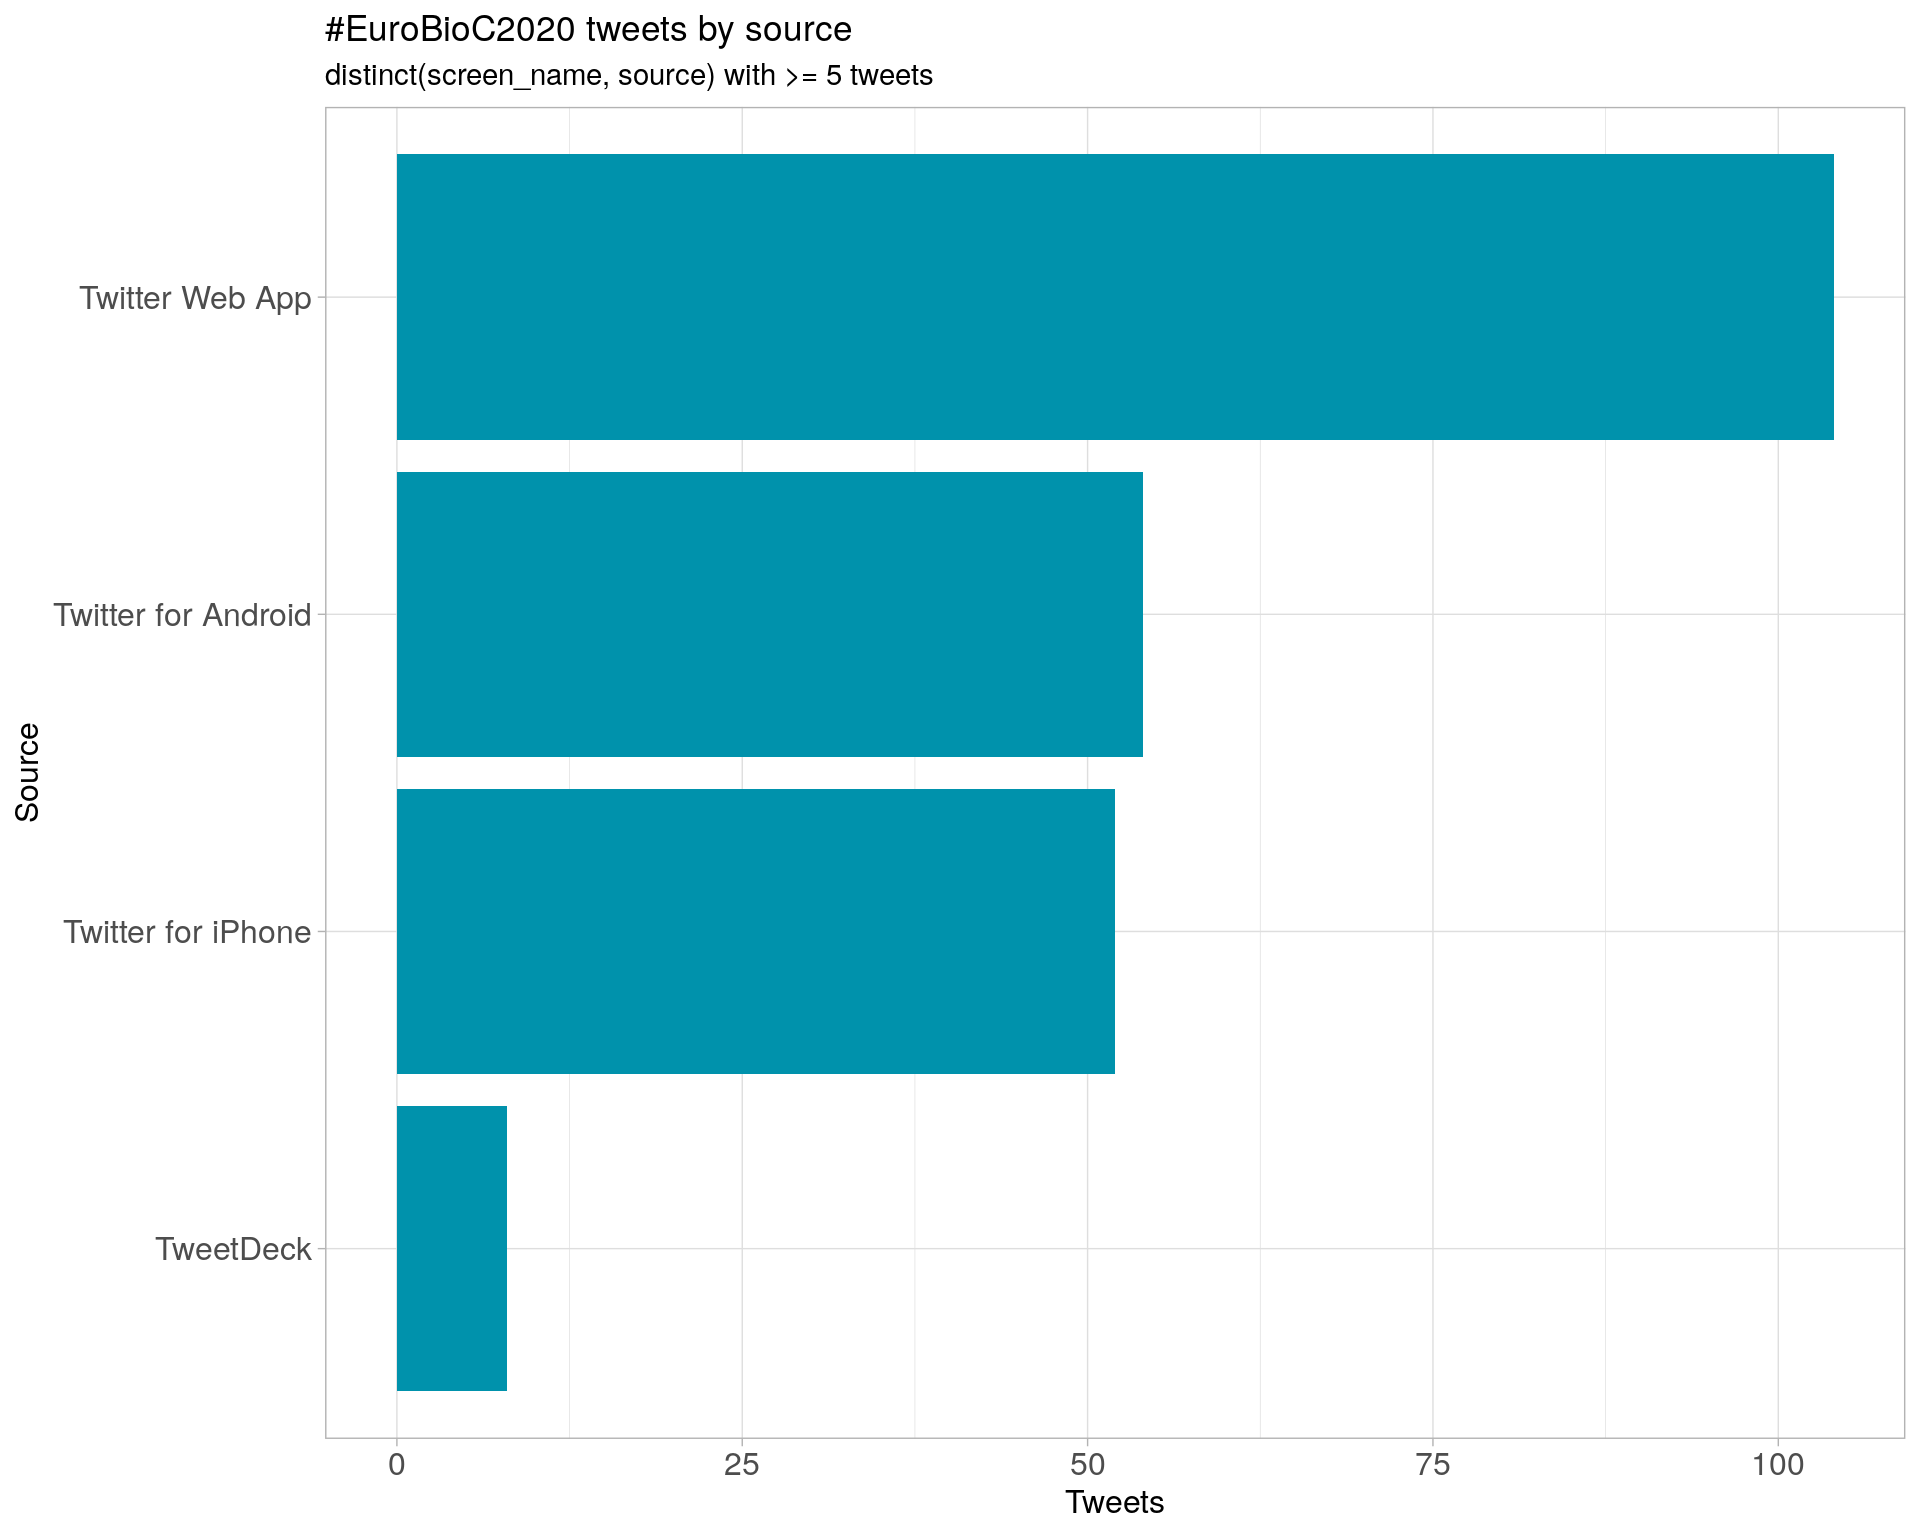 #EuroBioC2020 tweets by source
distinct(screen_name, source) with >= 5 tweets
Twitter Web App
Twitter for Android
Twitter for iPhone
TweetDeck
Source
0 25 50 75 100
Tweets